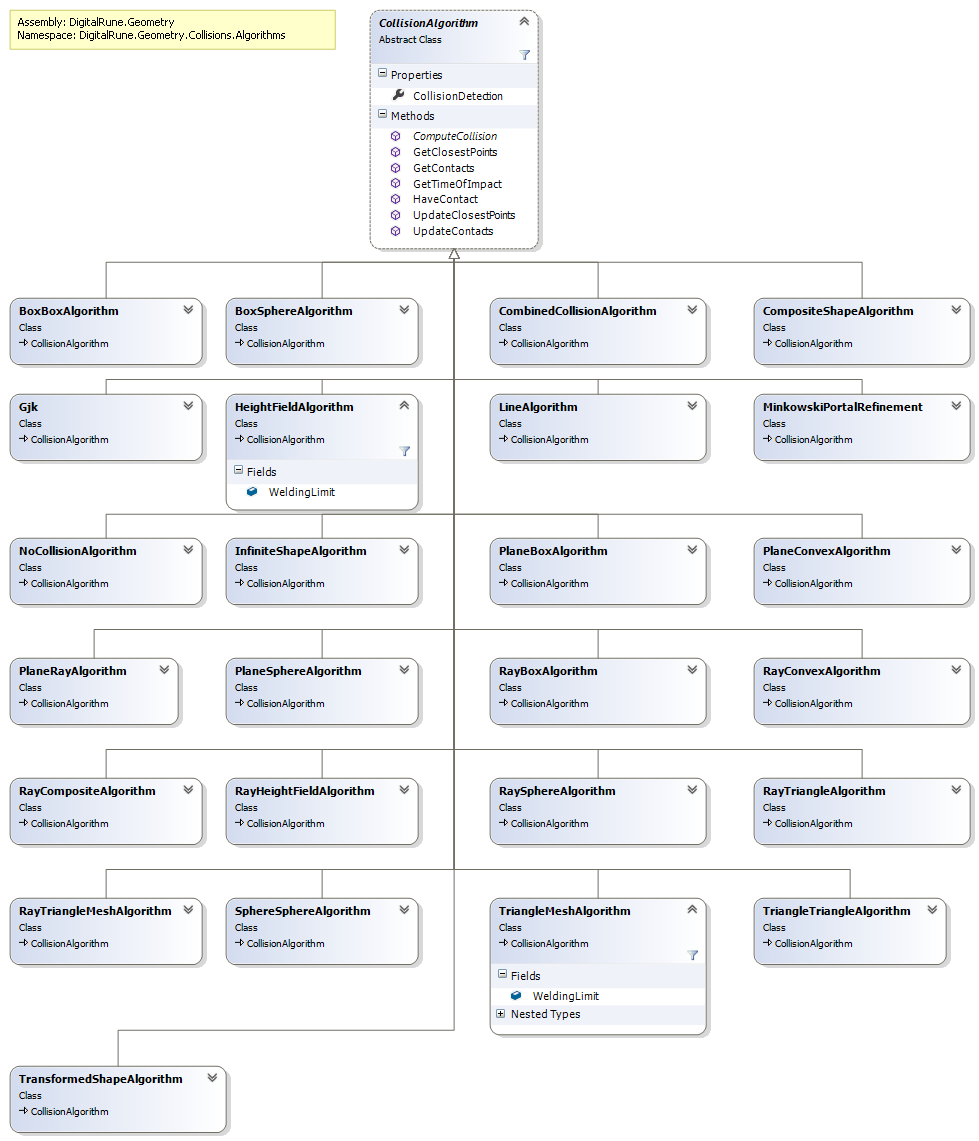 Assembly: DigitalRune.Geometry
Namespace: DigitalRune.Geometry.Collisions.Algorithms
CollisionAlgorithm
Abstract Class
Properties
CollisionDetection
Methods
ComputeCollision
GetClosestPoints
GetContacts
GetTimeOfImpact
HaveContact
UpdateClosestPoints
UpdateContacts
BoxBoxAlgorithm
Class
CollisionAlgorithm
BoxSphereAlgorithm
Class
CollisionAlgorithm
CombinedCollisionAlgorithm
Class
CollisionAlgorithm
CompositeShapeAlgorithm
Class
CollisionAlgorithm
Gjk
Class
CollisionAlgorithm
HeightFieldAlgorithm
Class
CollisionAlgorithm
Fields
WeldingLimit
LineAlgorithm
Class
CollisionAlgorithm
MinkowskiPortalRefinement
Class
CollisionAlgorithm
NoCollisionAlgorithm
Class
CollisionAlgorithm
InfiniteShapeAlgorithm
Class
CollisionAlgorithm
PlaneBoxAlgorithm
Class
CollisionAlgorithm
PlaneConvexAlgorithm
Class
CollisionAlgorithm
PlaneRayAlgorithm
Class
CollisionAlgorithm
PlaneSphereAlgorithm
Class
CollisionAlgorithm
RayBoxAlgorithm
Class
CollisionAlgorithm
RayConvexAlgorithm
Class
CollisionAlgorithm
RayCompositeAlgorithm
Class
CollisionAlgorithm
RayHeightFieldAlgorithm
Class
CollisionAlgorithm
RaySphereAlgorithm
Class
CollisionAlgorithm
RayTriangleAlgorithm
Class
CollisionAlgorithm
RayTriangleMeshAlgorithm
Class
CollisionAlgorithm
SphereSphereAlgorithm
Class
CollisionAlgorithm
TriangleMeshAlgorithm
Class
CollisionAlgorithm
Fields
WeldingLimit
Nested Types
TriangleTriangleAlgorithm
Class
CollisionAlgorithm
TransformedShapeAlgorithm
Class
CollisionAlgorithm